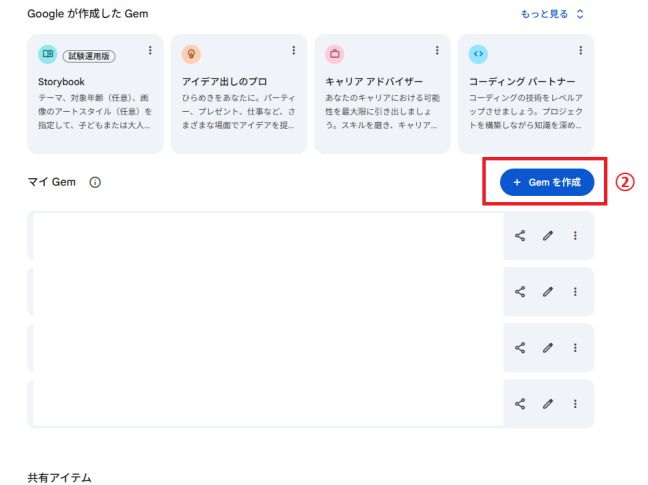 Google が作成した Gem
もっと見る
試験運用版
Storybook
テーマ、対象年齢（任意）、画
像のアートスタイル（任意）を
指定して、子どもまたは大人...
アイデア出しのプロ
ひらめきをあなたに。パーティ
ー、プレゼント、仕事など、さ
まざまな場面でアイデアを提...
キャリア アドバイザー
あなたのキャリアにおける可能
性を最大限に引き出しましょ
う。スキルを磨き、キャリア...
コーディング パートナー
コーディングの技術をレベルア
ップさせましょう。プロジェク
トを構築しながら知識を深め...
マイ Gem
+ Gem を作成
②
共有アイテム